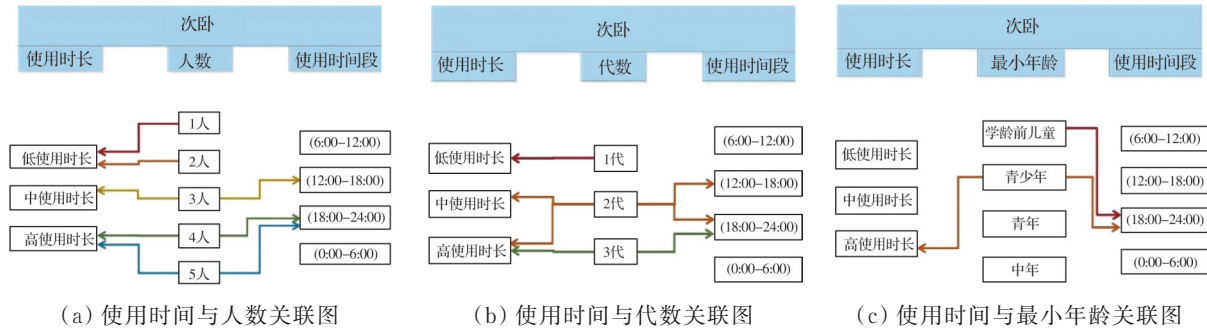 次卧
使用时长 人数 使用时间段
1人
2人
3人
4人
5人
低使用时长
中使用时长
高使用时长
(6:00-12:00)
(12:00-18:00)
(18:00-24:00)
(0:00-6:00)
(a) 使用时间与人数关联图
次卧
使用时长 代数 使用时间段
低使用时长
中使用时长
高使用时长
1代
2代
3代
(6:00-12:00)
(12:00-18:00)
(18:00-24:00)
(0:00-6:00)
(b) 使用时间与代数关联图
次卧
使用时长 最小年龄 使用时间段
低使用时长
中使用时长
高使用时长
学龄前儿童
青少年
青年
中年
(6:00-12:00)
(12:00-18:00)
(18:00-24:00)
(0:00-6:00)
(c) 使用时间与最小年龄关联图